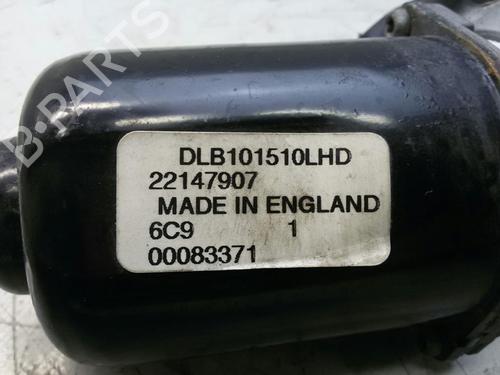 B-PARTS
DLB101510LHD
22147907
MADE IN ENGLAND
6C9 1
00083371